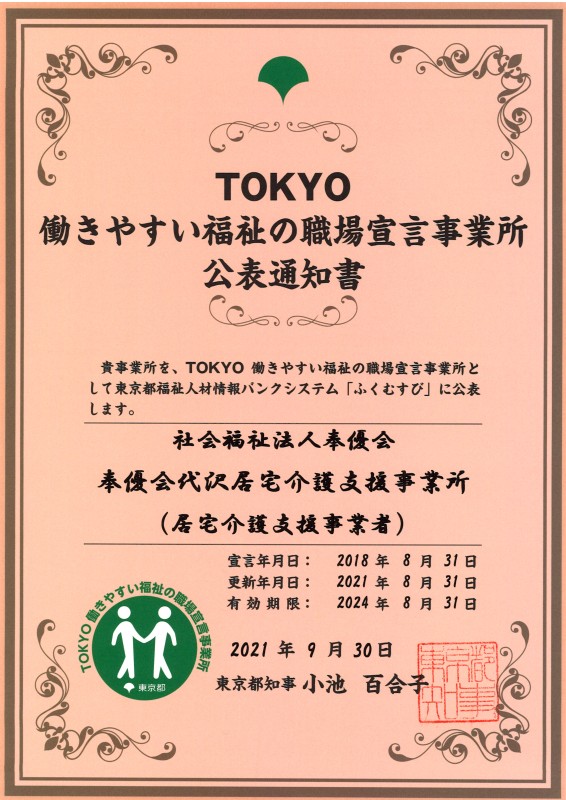 TOKYO
働きやすい福祉の職場宣言事業所
公表通知書
貴事業所を、TOKYO 働きやすい福祉の職場宣言事業所と
して東京都福祉人材情報バンクシステム「ふくむすび」に公表
します。
社会福祉法人奉優会
奉優会代沢居宅介護支援事業所
(居宅介護支援事業者)
宣言年月日： 2018 年 8 月 31 日
更新年月日： 2021 年 8 月 31 日
有効期限： 2024 年 8 月 31 日
TOKYO 働きやすい福祉の職場宣言事業所
東京都
2021 年 9 月 30 日
東京都知事 小池 百合子
東京都知事